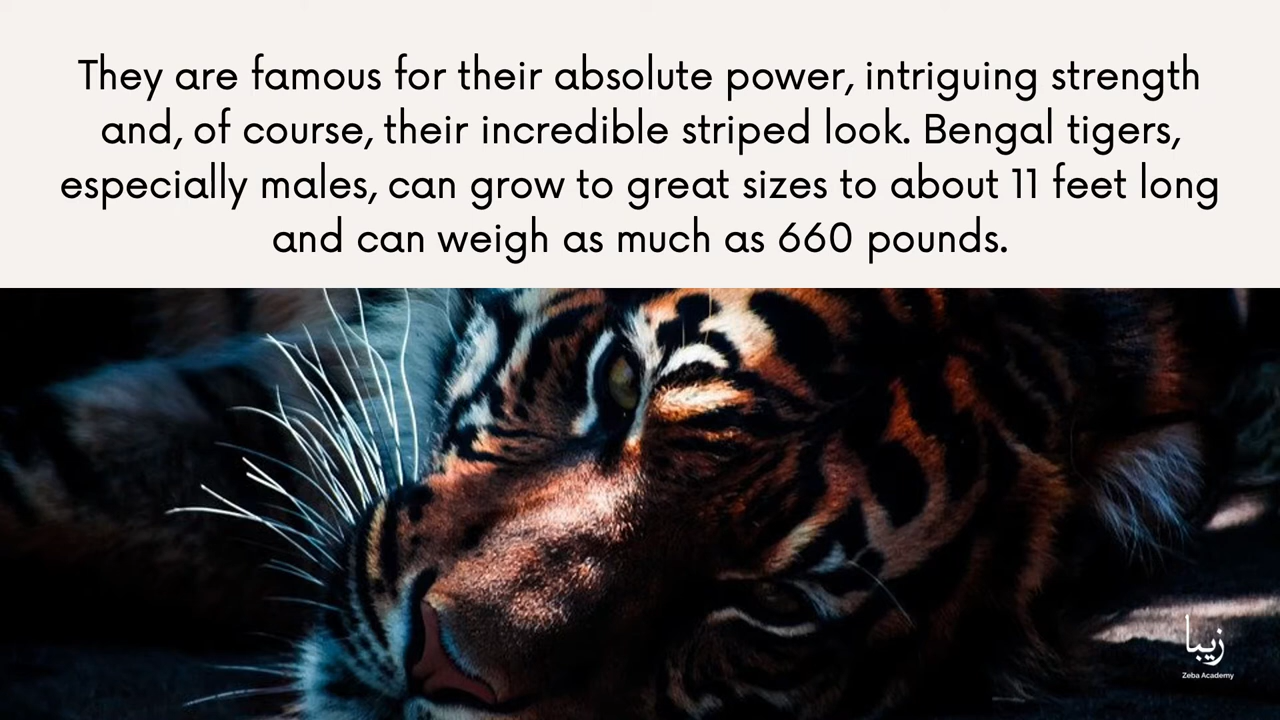 They are famous for their absolute power, intriguing strength
and, of course, their incredible striped look. Bengal tigers,
especially males, can grow to great sizes to about 11 feet long
and can weigh as much as 660 pounds.
زیبا
Zeba Academy